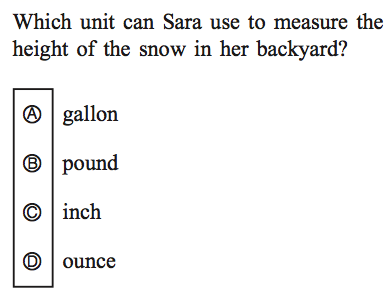 Which unit can Sara use to measure the
height of the snow in her backyard?
A gallon
B pound
C inch
D ounce